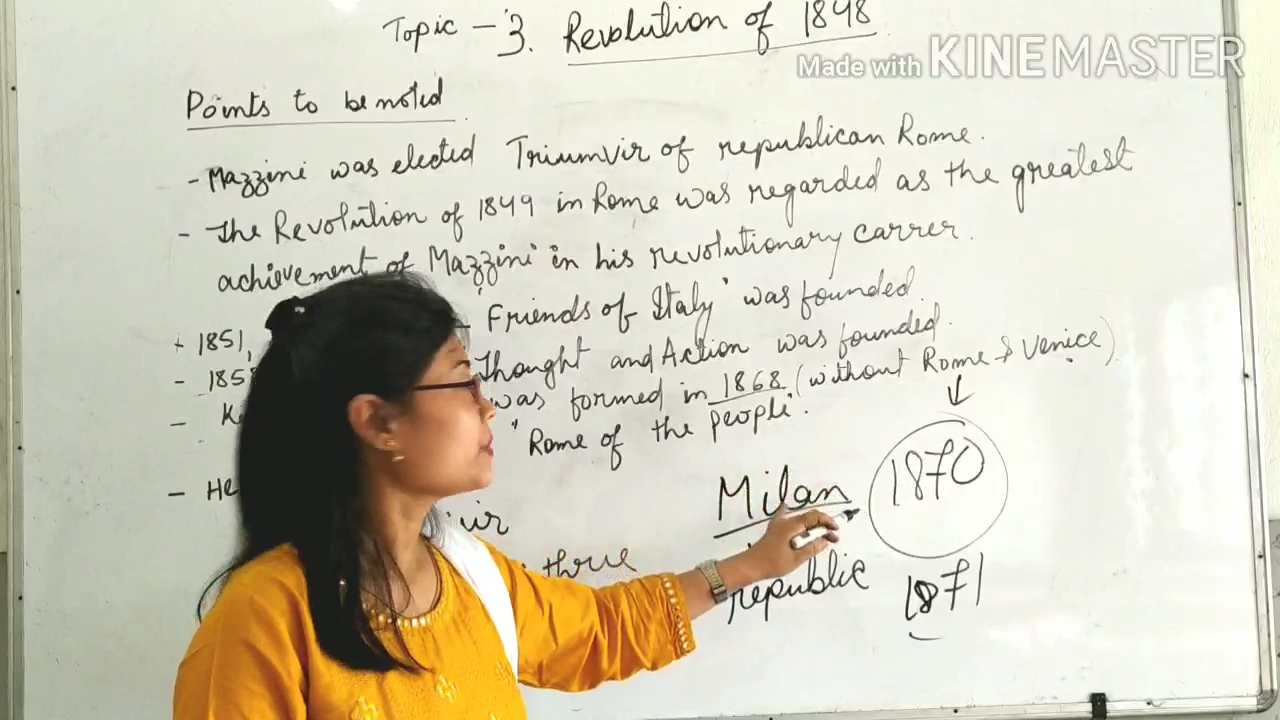 Topic - 3. Revolution of 1848
Made with KINEMASTER
Points to be noted
- Mazzini was elected Triumvir of republican Rome.
- The Revolution of 1849 in Rome was regarded as the greatest
achievement of Mazzini in his revolutionary carrer.
+ 1851, "Friends of Italy" was founded.
- 185 Thought and Action was founded.
- K was formed in 1868 (without Rome & Venice)
"Rome of the people".
- He
Milan
1870
three
republic
1871